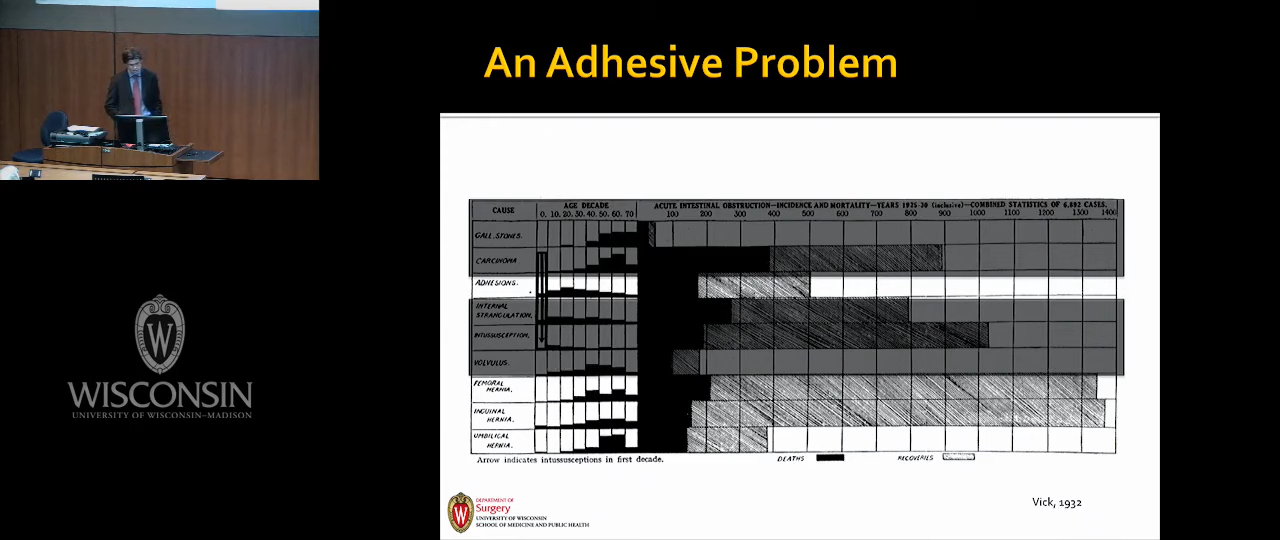 An Adhesive Problem
CAUSE
AGE DECADE
0. 10. 20. 30. 40. 50. 60. 70
ACUTE INTESTINAL OBSTRUCTION—INCIDENCE AND MORTALITY—YEARS 1925-30 (inclusive)—COMBINED STATISTICS OF 6,892 CASES.
100 200 300 400 500 600 700 800 900 1000 1100 1200 1300 1400
GALL STONES.
CARCINOMA
ADHESIONS.
INTERNAL
STRANGULATION.
INTUSSUSCEPTION.
VOLVULUS.
FEMORAL
HERNIA.
INGUINAL
HERNIA.
UMBILICAL
HERNIA.
Arrow indicates intussusceptions in first decade.
DEATHS
RECOVERIES
Vick, 1932
DEPARTMENT OF
Surgery
UNIVERSITY OF WISCONSIN
SCHOOL OF MEDICINE AND PUBLIC HEALTH
W
WISCONSIN
UNIVERSITY OF WISCONSIN–MADISON